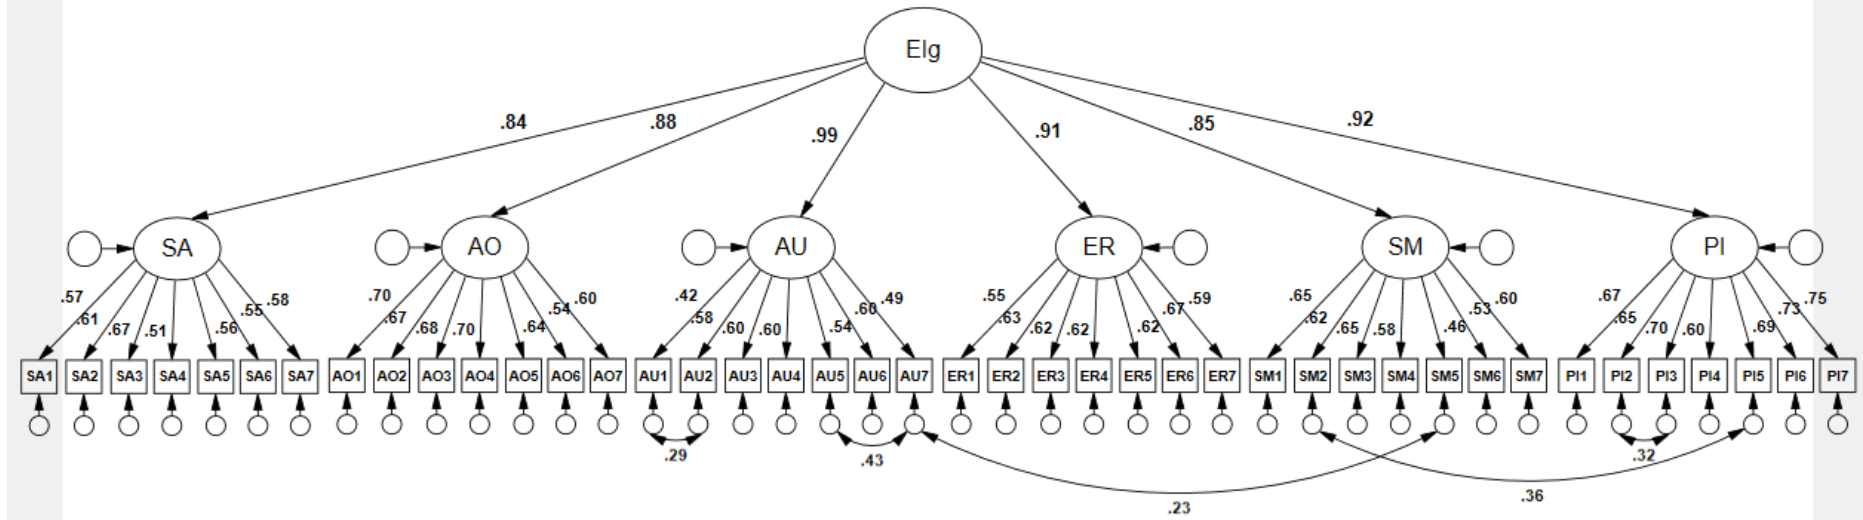 EIg
.84 .88 .99 .91 .85 .92
SA AO AU ER SM PI
.57 .61 .67 .51 .56 .55 .58
.70 .67 .68 .70 .64 .54 .60
.42 .58 .60 .60 .54 .60 .49
.55 .63 .62 .62 .62 .67 .59
.65 .62 .65 .58 .46 .53 .60
.67 .65 .70 .60 .69 .73 .75
SA1 SA2 SA3 SA4 SA5 SA6 SA7 AO1 AO2 AO3 AO4 AO5 AO6 AO7 AU1 AU2 AU3 AU4 AU5 AU6 AU7 ER1 ER2 ER3 ER4 ER5 ER6 ER7 SM1 SM2 SM3 SM4 SM5 SM6 SM7 PI1 PI2 PI3 PI4 PI5 PI6 PI7
.29 .43 .32
.23 .36